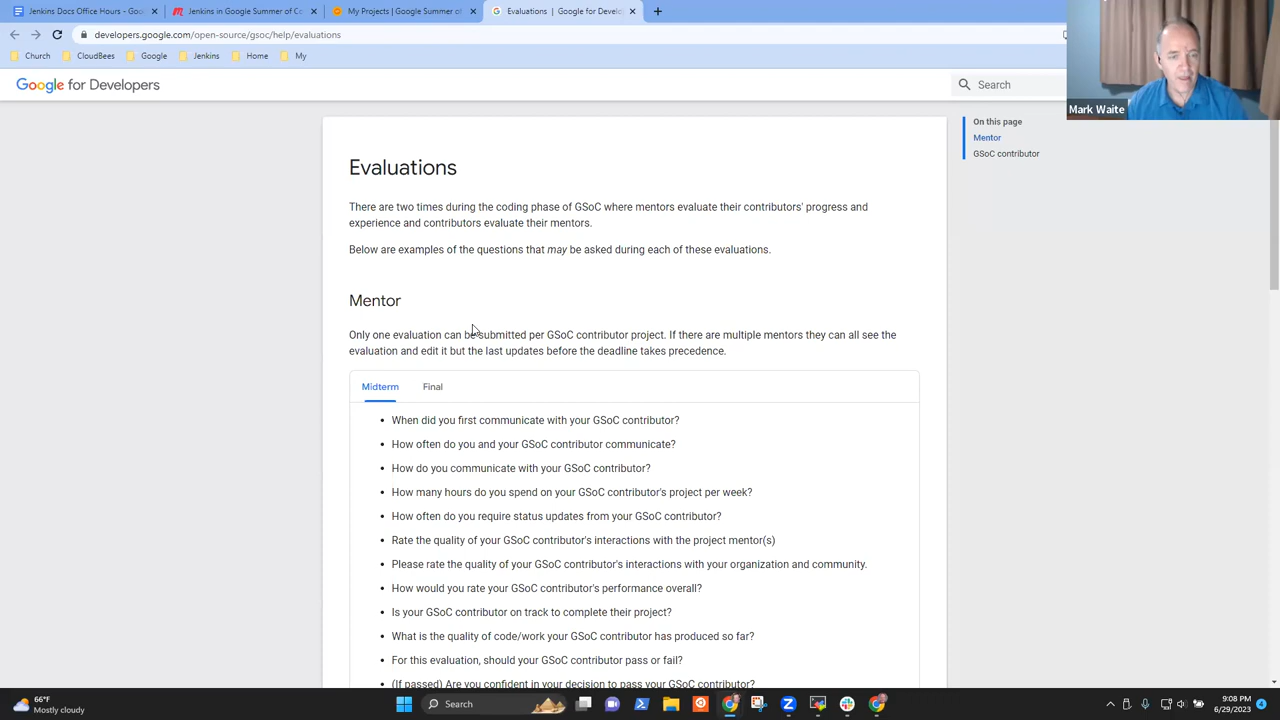 Jenkins Docs Office Hours - Goo
Jenkins in Google Summer of Co
My Projects | Google Summer of
Evaluations | Google for Develo
developers.google.com/open-source/gsoc/help/evaluations
Church
CloudBees
Google
Jenkins
Home
My
Google for Developers
Search
Mark Waite
On this page
Mentor
GSoC contributor
Evaluations
There are two times during the coding phase of GSoC where mentors evaluate their contributors' progress and
experience and contributors evaluate their mentors.
Below are examples of the questions that may be asked during each of these evaluations.
Mentor
Only one evaluation can be submitted per GSoC contributor project. If there are multiple mentors they can all see the
evaluation and edit it but the last updates before the deadline takes precedence.
Midterm
Final
• When did you first communicate with your GSoC contributor?
• How often do you and your GSoC contributor communicate?
• How do you communicate with your GSoC contributor?
• How many hours do you spend on your GSoC contributor's project per week?
• How often do you require status updates from your GSoC contributor?
• Rate the quality of your GSoC contributor's interactions with the project mentor(s)
• Please rate the quality of your GSoC contributor's interactions with your organization and community.
• How would you rate your GSoC contributor's performance overall?
• Is your GSoC contributor on track to complete their project?
• What is the quality of code/work your GSoC contributor has produced so far?
• For this evaluation, should your GSoC contributor pass or fail?
• (If passed) Are you confident in your decision to pass your GSoC contributor?
66°F
Mostly cloudy
Search
9:08 PM
6/29/2023